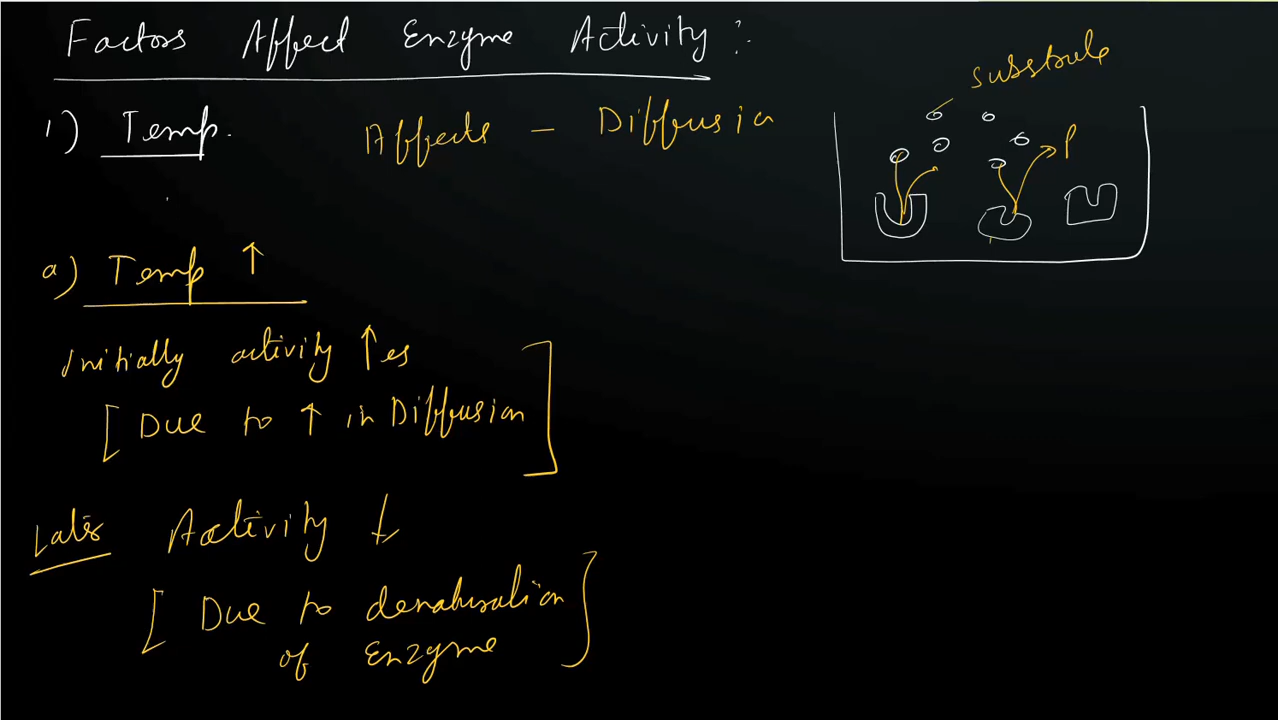 Factors Affect Enzyme Activity :
1) Temp. Affects - Diffusion
substrate
P
a) Temp ↑
Initially activity ↑es
[Due to ↑ in Diffusion]
Later Activity ↓
[Due to denaturation
of Enzyme]